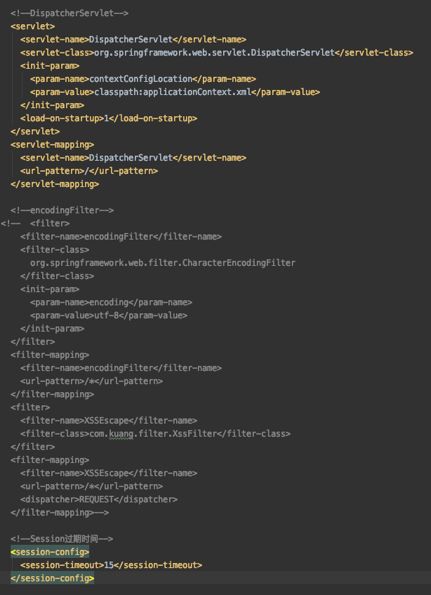 <!--DispatcherServlet-->
<servlet>
<servlet-name>DispatcherServlet</servlet-name>
<servlet-class>org.springframework.web.servlet.DispatcherServlet</servlet-class>
<init-param>
<param-name>contextConfigLocation</param-name>
<param-value>classpath:applicationContext.xml</param-value>
</init-param>
<load-on-startup>1</load-on-startup>
</servlet>
<servlet-mapping>
<servlet-name>DispatcherServlet</servlet-name>
<url-pattern>/</url-pattern>
</servlet-mapping>
<!--encodingFilter-->
<!-- <filter>
<filter-name>encodingFilter</filter-name>
<filter-class>
org.springframework.web.filter.CharacterEncodingFilter
</filter-class>
<init-param>
<param-name>encoding</param-name>
<param-value>utf-8</param-value>
</init-param>
</filter>
<filter-mapping>
<filter-name>encodingFilter</filter-name>
<url-pattern>/*</url-pattern>
</filter-mapping>
<filter>
<filter-name>XSSEscape</filter-name>
<filter-class>com.kuang.filter.XssFilter</filter-class>
</filter>
<filter-mapping>
<filter-name>XSSEscape</filter-name>
<url-pattern>/*</url-pattern>
<dispatcher>REQUEST</dispatcher>
</filter-mapping>-->
<!--Session过期时间-->
<session-config>
<session-timeout>15</session-timeout>
</session-config>